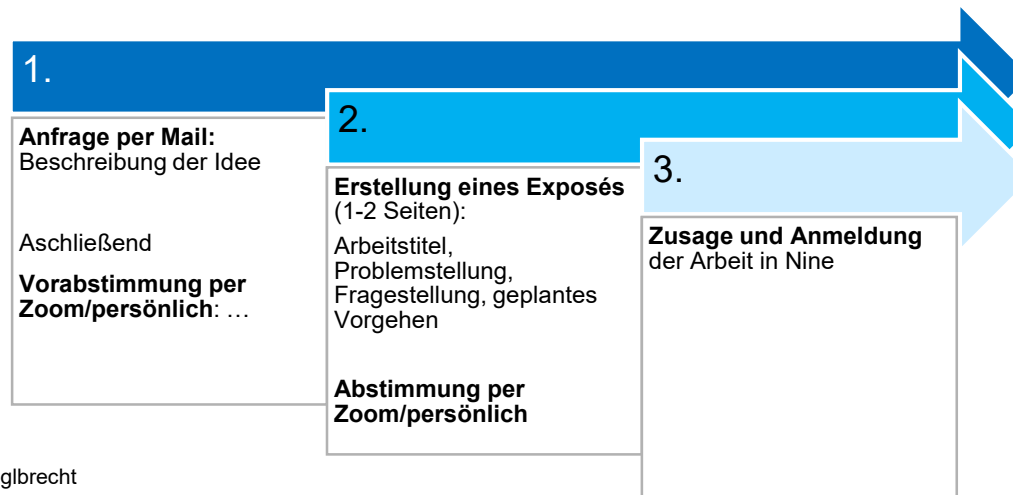 1.
Anfrage per Mail:
Beschreibung der Idee
Aschließend
Vorabstimmung per
Zoom/persönlich: …
2.
Erstellung eines Exposés
(1-2 Seiten):
Arbeitstitel,
Problemstellung,
Fragestellung, geplantes
Vorgehen
Abstimmung per
Zoom/persönlich
3.
Zusage und Anmeldung
der Arbeit in Nine
glbrecht